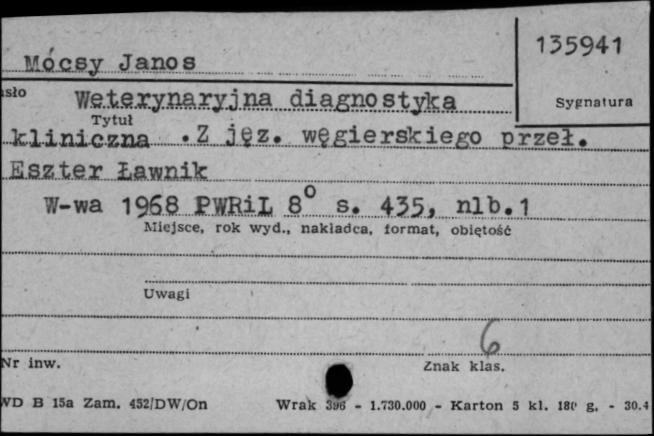 Mócsy Janos
135941
sło Weterynaryjna diagnostyka
Sygnatura
Tytuł
kliniczna .Z jęz. węgierskiego przeł.
Eszter Ławnik
W-wa 1968 PWRiL 8° s. 435, nlb.1
Miejsce, rok wyd., nakładca, format, objętość
Uwagi
6
Nr inw.
Znak klas.
WD B 15a Zam. 452/DW/On Wrak 396 - 1.730.000 - Karton 5 kl. 180 g. - 30.4